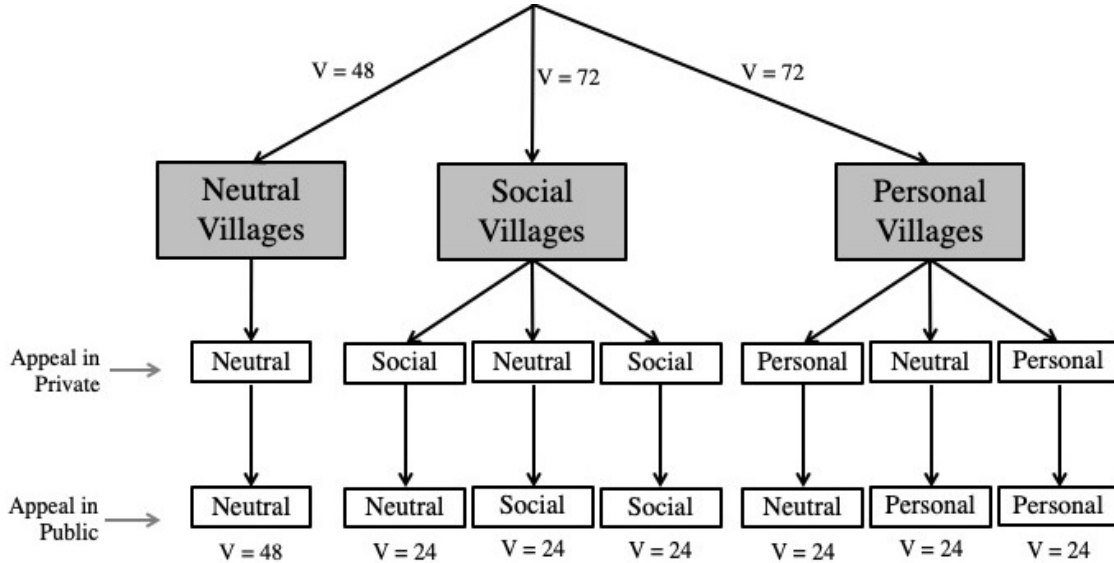 V = 48
V = 72
V = 72
Neutral
Villages
Social
Villages
Personal
Villages
Appeal in
Private
Neutral
Social
Neutral
Social
Personal
Neutral
Personal
Appeal in
Public
Neutral
Neutral
Social
Social
Neutral
Personal
Personal
V = 48
V = 24
V = 24
V = 24
V = 24
V = 24
V = 24